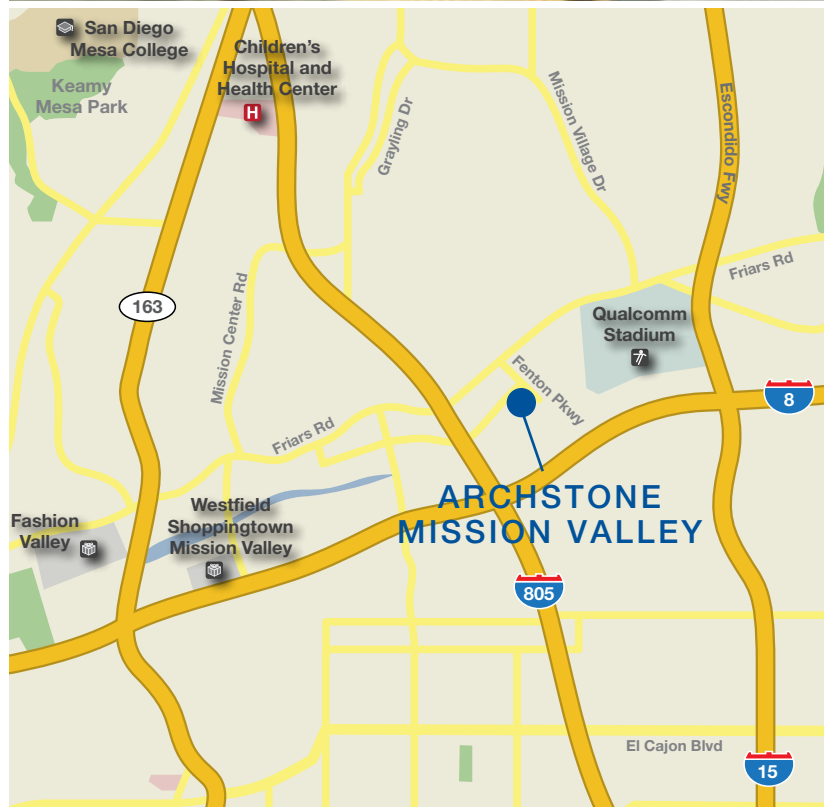 San Diego
Mesa College
Keamy
Mesa Park
Children's
Hospital and
Health Center
H
Grayling Dr
Mission Village Dr
Escondido Fwy
Friars Rd
163
Mission Center Rd
Qualcomm
Stadium
Fenton Pkwy
8
Friars Rd
ARCHSTONE
MISSION VALLEY
Fashion
Valley
Westfield
Shoppingtown
Mission Valley
805
El Cajon Blvd
15